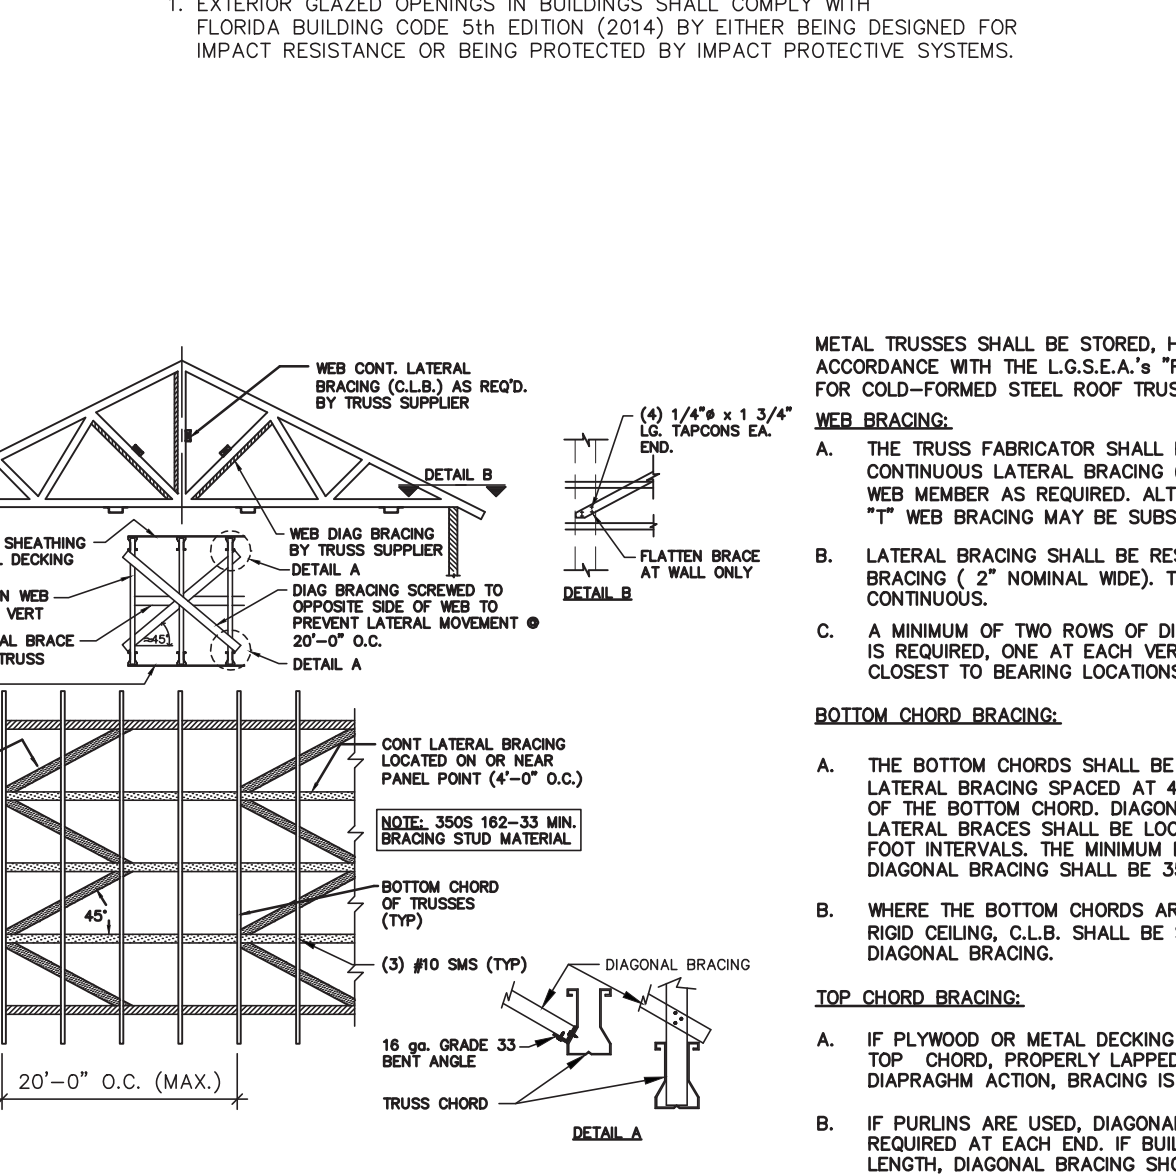 1. EXTERIOR GLAZED OPENINGS IN BUILDINGS SHALL COMPLY WITH
FLORIDA BUILDING CODE 5th EDITION (2014) BY EITHER BEING DESIGNED FOR
IMPACT RESISTANCE OR BEING PROTECTED BY IMPACT PROTECTIVE SYSTEMS.
WEB CONT. LATERAL
BRACING (C.L.B.) AS REQ'D.
BY TRUSS SUPPLIER
DETAIL B
WEB DIAG BRACING
BY TRUSS SUPPLIER
DETAIL A
DIAG BRACING SCREWED TO
OPPOSITE SIDE OF WEB TO
PREVENT LATERAL MOVEMENT @
20'-0" O.C.
DETAIL A
SHEATHING
DECKING
WEB
VERT
BRACE
TRUSS
≈45°
(4) 1/4"ø x 1 3/4"
LG. TAPCONS EA.
END.
FLATTEN BRACE
AT WALL ONLY
DETAIL B
CONT LATERAL BRACING
LOCATED ON OR NEAR
PANEL POINT (4'-0" O.C.)
NOTE: 350S 162-33 MIN.
BRACING STUD MATERIAL
BOTTOM CHORD
OF TRUSSES
(TYP)
45°
(3) #10 SMS (TYP)
DIAGONAL BRACING
16 ga. GRADE 33
BENT ANGLE
TRUSS CHORD
DETAIL A
20'-0" O.C. (MAX.)
METAL TRUSSES SHALL BE STORED,
ACCORDANCE WITH THE L.G.S.E.A.'s
FOR COLD-FORMED STEEL ROOF
WEB BRACING:
A. THE TRUSS FABRICATOR SHALL
CONTINUOUS LATERAL BRACING
WEB MEMBER AS REQUIRED.
"T" WEB BRACING MAY BE
B. LATERAL BRACING SHALL BE
BRACING ( 2" NOMINAL WIDE).
CONTINUOUS.
C. A MINIMUM OF TWO ROWS OF
IS REQUIRED, ONE AT EACH
CLOSEST TO BEARING LOCATIONS
BOTTOM CHORD BRACING:
A. THE BOTTOM CHORDS SHALL BE
LATERAL BRACING SPACED AT 4
OF THE BOTTOM CHORD.
LATERAL BRACES SHALL BE
FOOT INTERVALS. THE MINIMUM
DIAGONAL BRACING SHALL BE
B. WHERE THE BOTTOM CHORDS
RIGID CEILING, C.L.B. SHALL BE
DIAGONAL BRACING.
TOP CHORD BRACING:
A. IF PLYWOOD OR METAL DECKING
TOP CHORD, PROPERLY LAPPED
DIAPRAGHM ACTION, BRACING IS
B. IF PURLINS ARE USED,
REQUIRED AT EACH END. IF
LENGTH, DIAGONAL BRACING